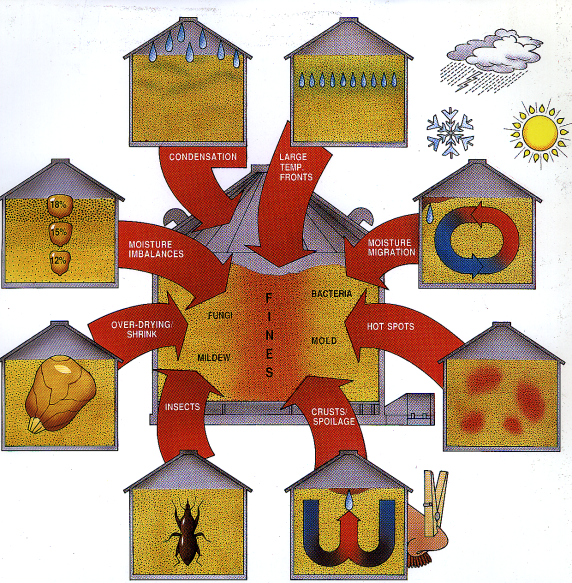 CONDENSATION
LARGE
TEMP.
FRONTS
18%
15%
12%
MOISTURE
IMBALANCES
MOISTURE
MIGRATION
FUNGI
MILDEW
FINES
BACTERIA
MOLD
OVER-DRYING/
SHRINK
HOT SPOTS
INSECTS
CRUSTS/
SPOILAGE